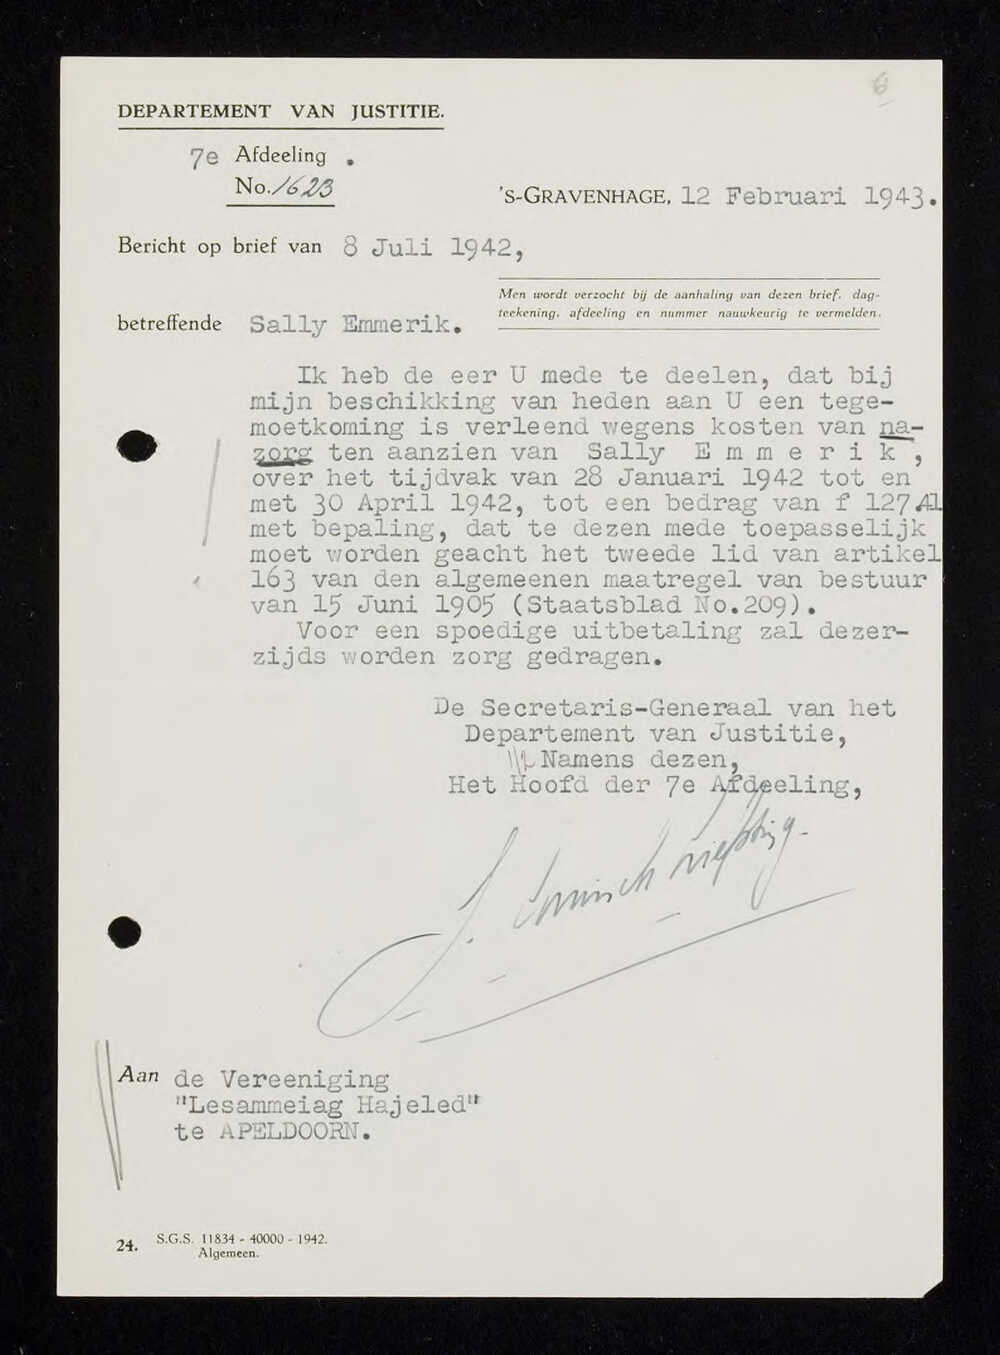 6
DEPARTEMENT VAN JUSTITIE.
7e Afdeeling .
No. 1623
'S-GRAVENHAGE, 12 Februari 1943.
Bericht op brief van 8 Juli 1942,
Men wordt verzocht bij de aanhaling van dezen brief, dag-
teekening, afdeeling en nummer nauwkeurig te vermelden.
betreffende Sally Emmerik.
Ik heb de eer U mede te deelen, dat bij
mijn beschikking van heden aan U een tege-
moetkoming is verleend wegens kosten van na-
zorg ten aanzien van Sally E m m e r i k ,
over het tijdvak van 28 Januari 1942 tot en
met 30 April 1942, tot een bedrag van f 127,41
met bepaling, dat te dezen mede toepasselijk
moet worden geacht het tweede lid van artikel
163 van den algemeenen maatregel van bestuur
van 15 Juni 1905 (Staatsblad No.209).
Voor een spoedige uitbetaling zal dezer-
zijds worden zorg gedragen.
De Secretaris-Generaal van het
Departement van Justitie,
Namens dezen,
Het Hoofd der 7e Afdeeling,
Aan de Vereeniging
"Lesammeiag Hajeled"
te APELDOORN.
24. S.G.S. 11834 - 40000 - 1942.
Algemeen.